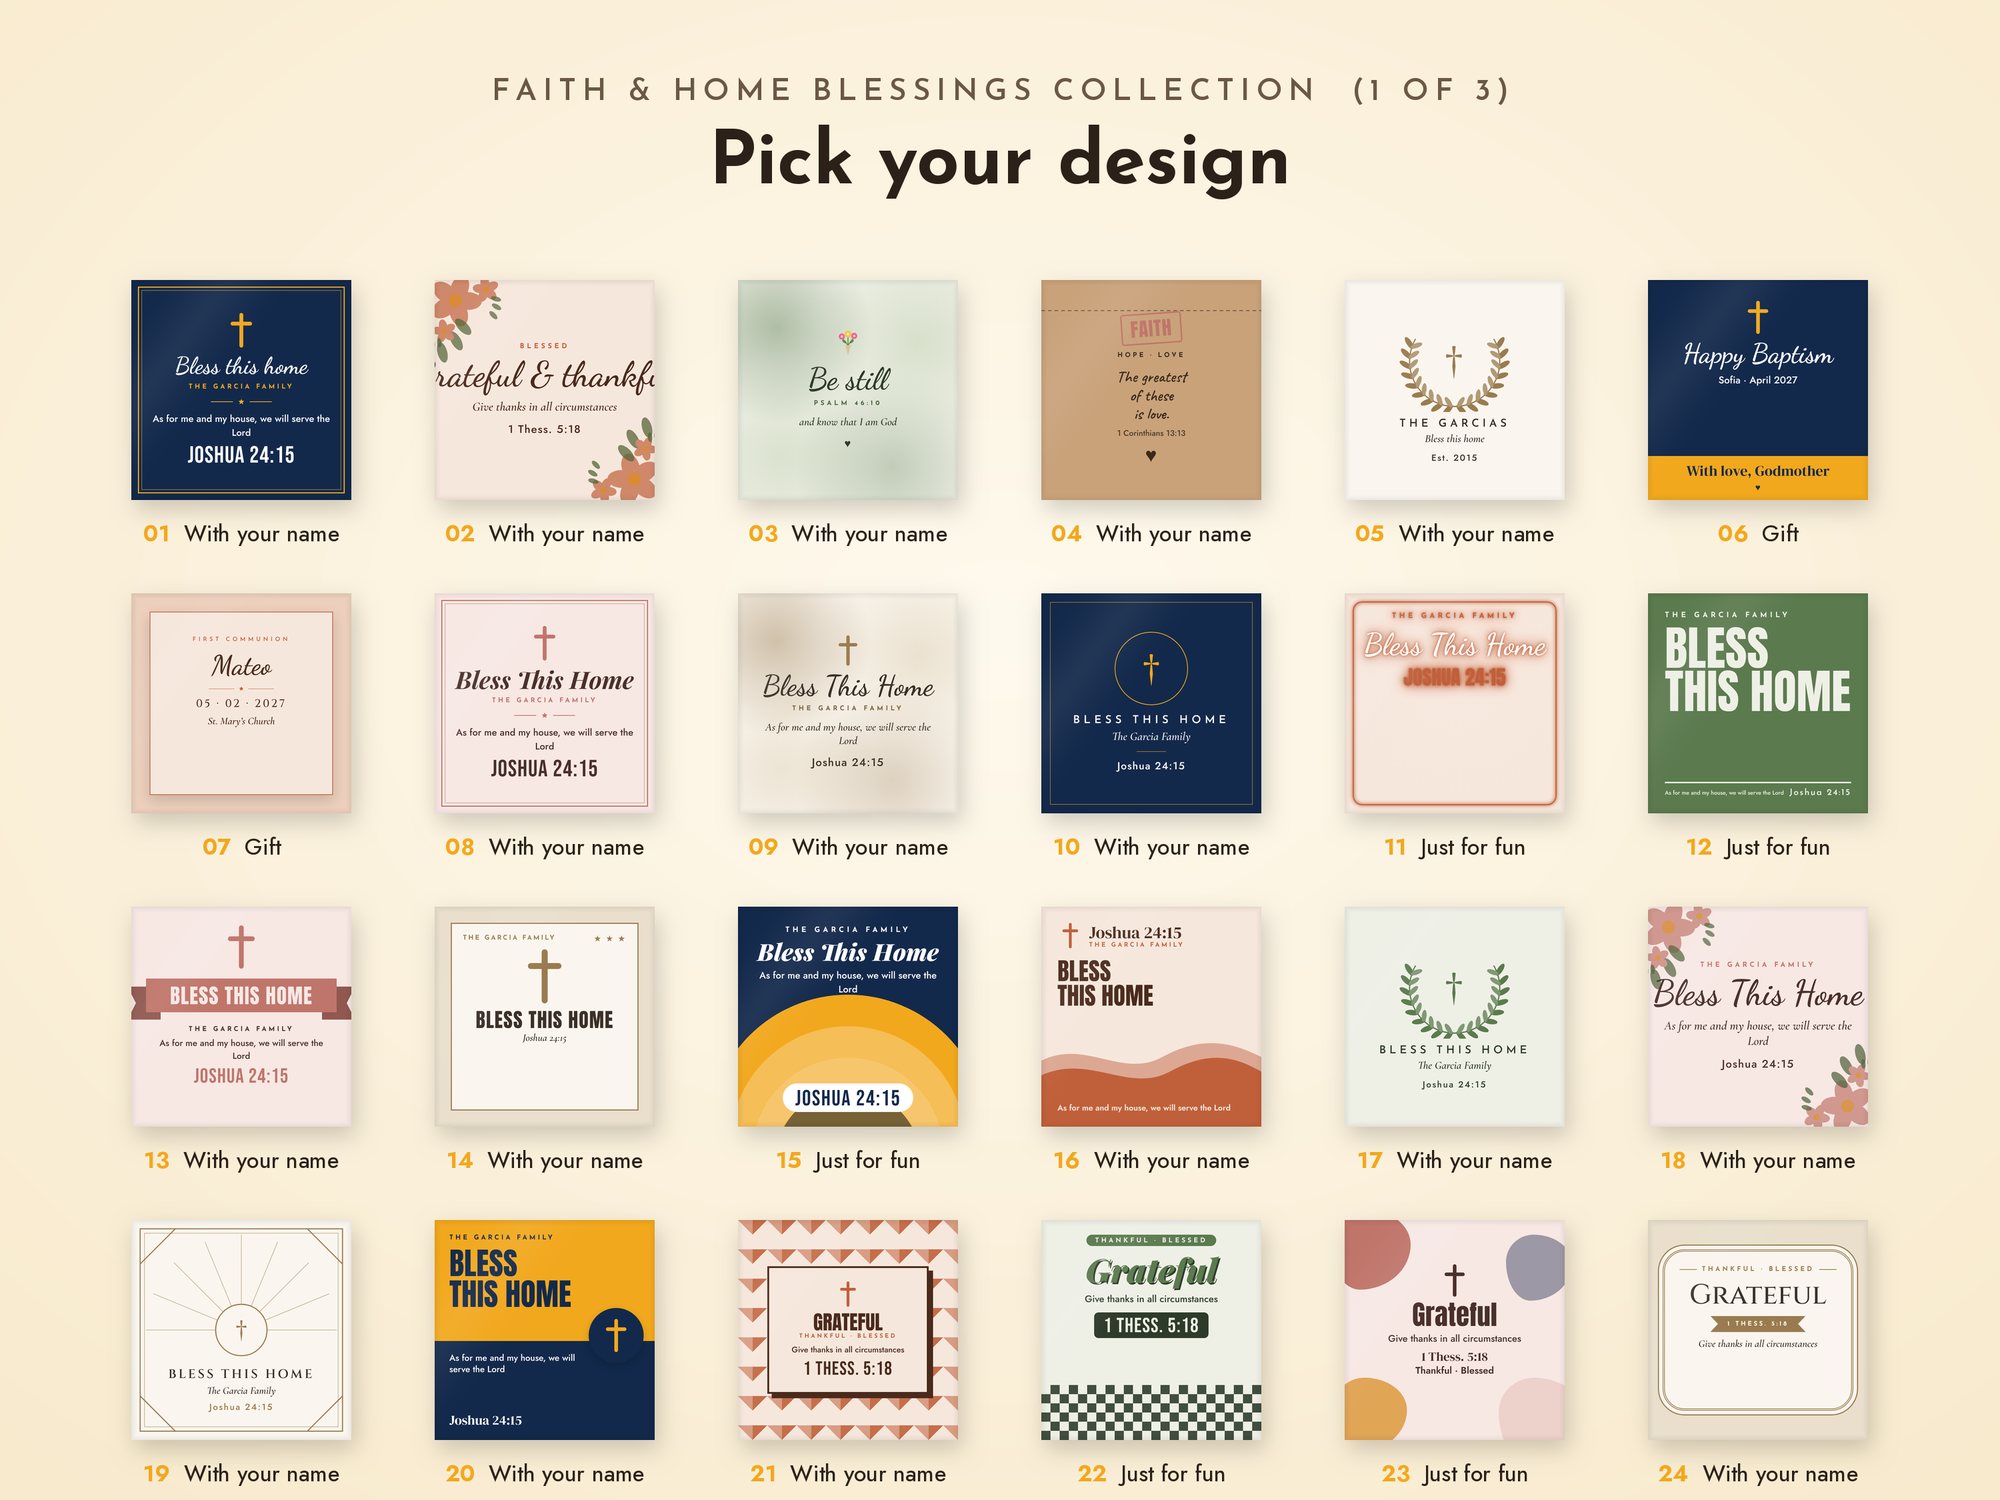 FAITH & HOME BLESSINGS COLLECTION (1 OF 3)
Pick your design
Bless this home
THE GARCIA FAMILY
As for me and my house, we will serve the
Lord
JOSHUA 24:15
01 With your name
BLESSED
rateful & thankfu
Give thanks in all circumstances
1 Thess. 5:18
02 With your name
Be still
PSALM 46:10
and know that I am God
♥
03 With your name
FAITH
HOPE · LOVE
The greatest
of these
is love.
1 Corinthians 13:13
♥
04 With your name
THE GARCIAS
Bless this home
Est. 2015
05 With your name
Happy Baptism
Sofia · April 2027
With love, Godmother
♥
06 Gift
FIRST COMMUNION
Mateo
05 · 02 · 2027
St. Mary's Church
07 Gift
Bless This Home
THE GARCIA FAMILY
As for me and my house, we will serve the
Lord
JOSHUA 24:15
08 With your name
Bless This Home
THE GARCIA FAMILY
As for me and my house, we will serve the
Lord
Joshua 24:15
09 With your name
BLESS THIS HOME
The Garcia Family
Joshua 24:15
10 With your name
THE GARCIA FAMILY
Bless This Home
JOSHUA 24:15
11 Just for fun
THE GARCIA FAMILY
BLESS
THIS HOME
As for me and my house, we will serve the Lord Joshua 24:15
12 Just for fun
BLESS THIS HOME
THE GARCIA FAMILY
As for me and my house, we will serve the
Lord
JOSHUA 24:15
13 With your name
THE GARCIA FAMILY ★ ★ ★
BLESS THIS HOME
Joshua 24:15
14 With your name
THE GARCIA FAMILY
Bless This Home
As for me and my house, we will serve the
Lord
JOSHUA 24:15
15 Just for fun
Joshua 24:15
THE GARCIA FAMILY
BLESS
THIS HOME
As for me and my house, we will serve the Lord
16 With your name
BLESS THIS HOME
The Garcia Family
Joshua 24:15
17 With your name
THE GARCIA FAMILY
Bless This Home
As for me and my house, we will serve the
Lord
Joshua 24:15
18 With your name
BLESS THIS HOME
The Garcia Family
Joshua 24:15
19 With your name
THE GARCIA FAMILY
BLESS
THIS HOME
As for me and my house, we will
serve the Lord
Joshua 24:15
20 With your name
GRATEFUL
THANKFUL · BLESSED
Give thanks in all circumstances
1 THESS. 5:18
21 With your name
THANKFUL · BLESSED
Grateful
Give thanks in all circumstances
1 THESS. 5:18
22 Just for fun
Grateful
Give thanks in all circumstances
1 Thess. 5:18
Thankful · Blessed
23 Just for fun
THANKFUL · BLESSED
GRATEFUL
1 THESS. 5:18
Give thanks in all circumstances
24 With your name